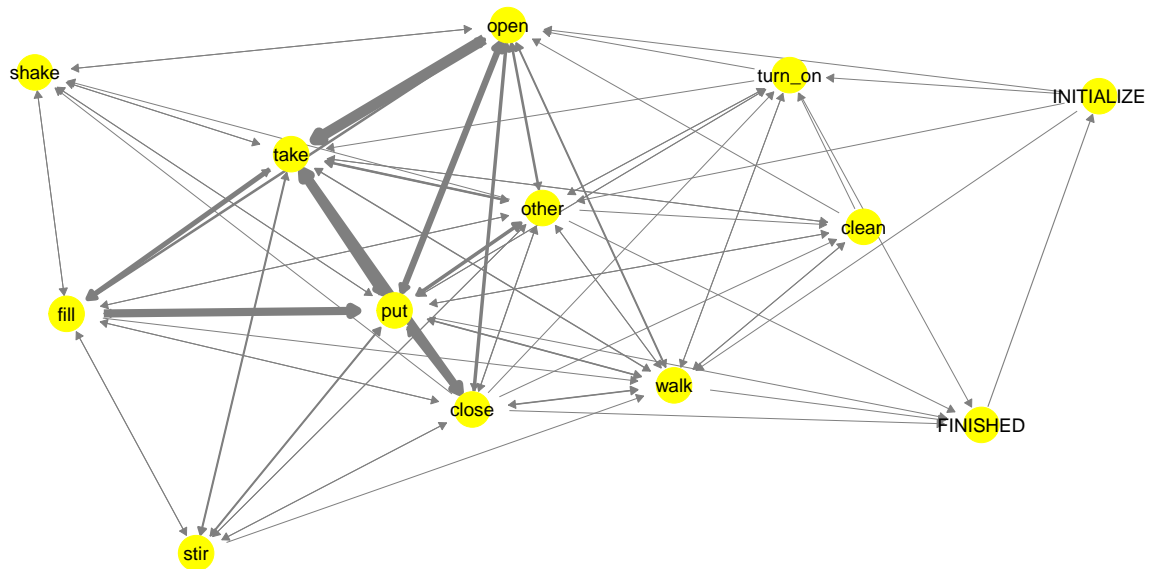 open
shake
turn_on
INITIALIZE
take
other
clean
fill
put
walk
close
FINISHED
stir